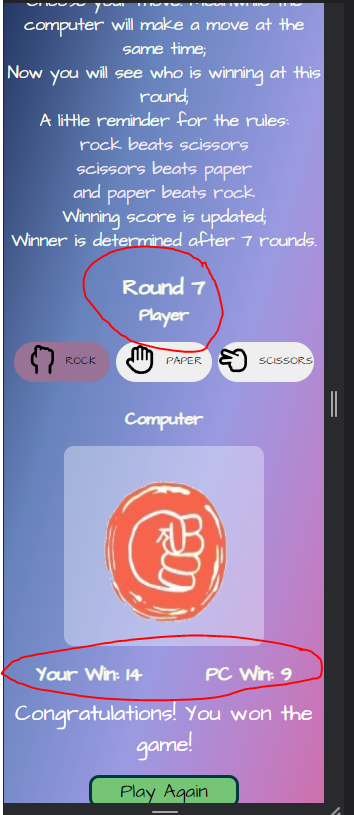 Choose your move. Meanwhile the
computer will make a move at the
same time;
Now you will see who is winning at this
round;
A little reminder for the rules:
rock beats scissors
scissors beats paper
and paper beats rock
Winning score is updated;
Winner is determined after 7 rounds.
Round 7
Player
ROCK PAPER SCISSORS
Computer
Your Win: 14 PC Win: 9
Congratulations! You won the
game!
Play Again